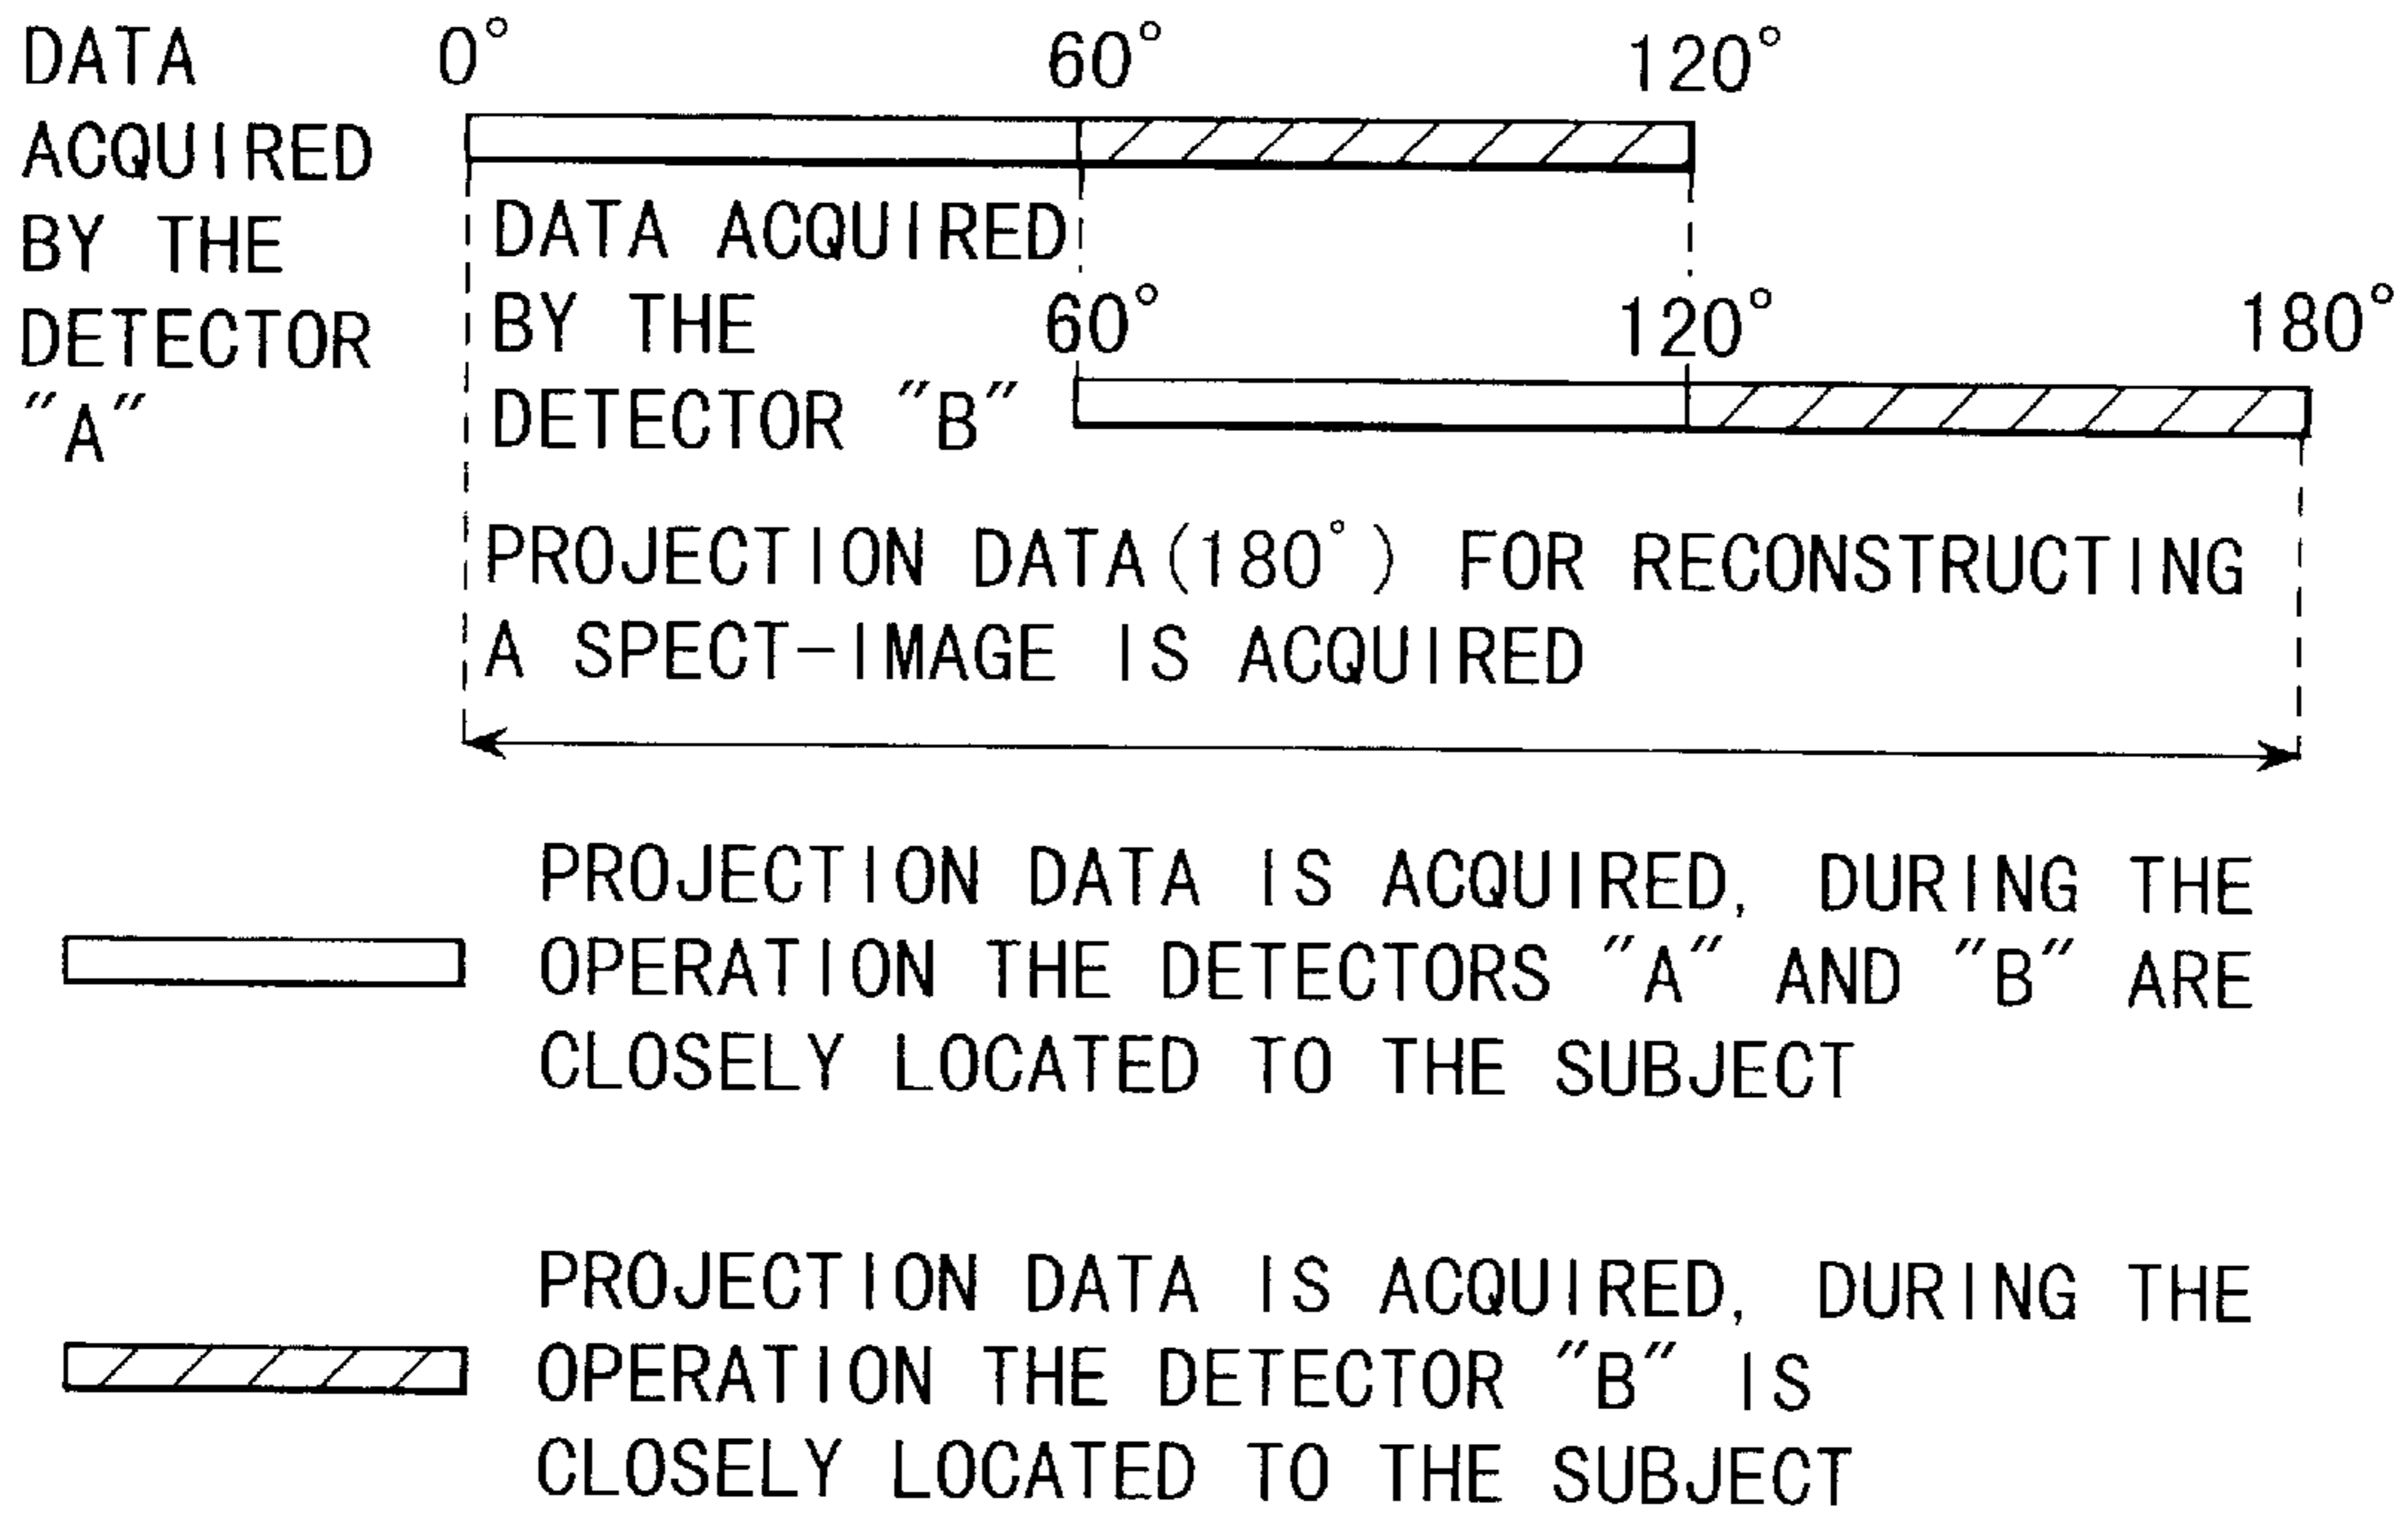 DATA
ACQUIRED
BY THE
DETECTOR
"A"
0° 60° 120°
DATA ACQUIRED
BY THE
DETECTOR "B"
60° 120° 180°
PROJECTION DATA(180°) FOR RECONSTRUCTING
A SPECT-IMAGE IS ACQUIRED
PROJECTION DATA IS ACQUIRED, DURING THE
OPERATION THE DETECTORS "A" AND "B" ARE
CLOSELY LOCATED TO THE SUBJECT
PROJECTION DATA IS ACQUIRED, DURING THE
OPERATION THE DETECTOR "B" IS
CLOSELY LOCATED TO THE SUBJECT